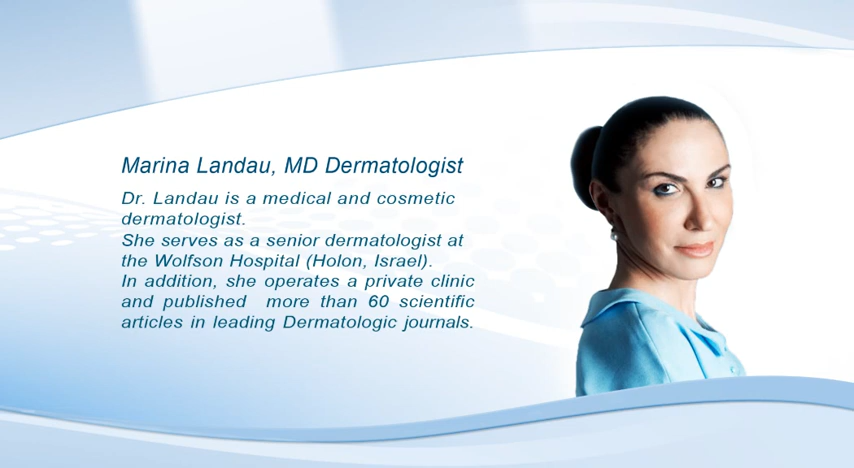 Marina Landau, MD Dermatologist
Dr. Landau is a medical and cosmetic
dermatologist.
She serves as a senior dermatologist at
the Wolfson Hospital (Holon, Israel).
In addition, she operates a private clinic
and published more than 60 scientific
articles in leading Dermatologic journals.